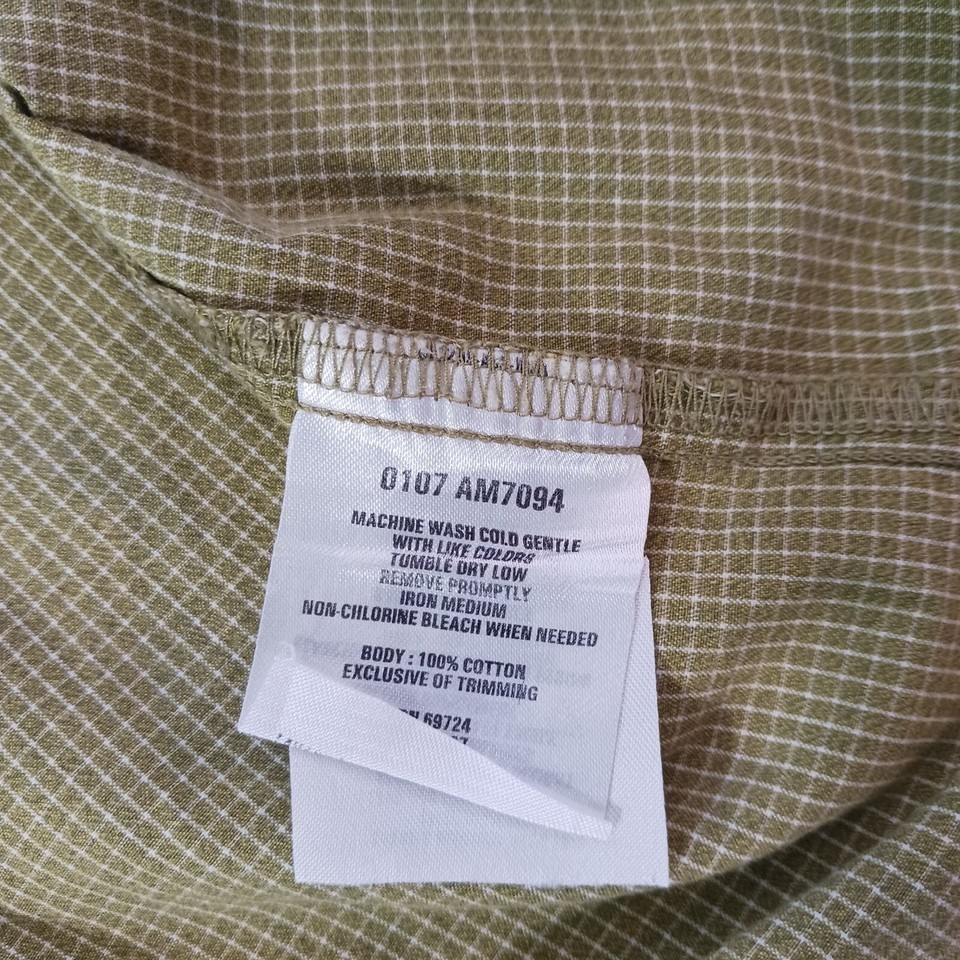 0107 AM7094
MACHINE WASH COLD GENTLE
WITH LIKE COLORS
TUMBLE DRY LOW
REMOVE PROMPTLY
IRON MEDIUM
NON-CHLORINE BLEACH WHEN NEEDED
BODY : 100% COTTON
EXCLUSIVE OF TRIMMING
69724